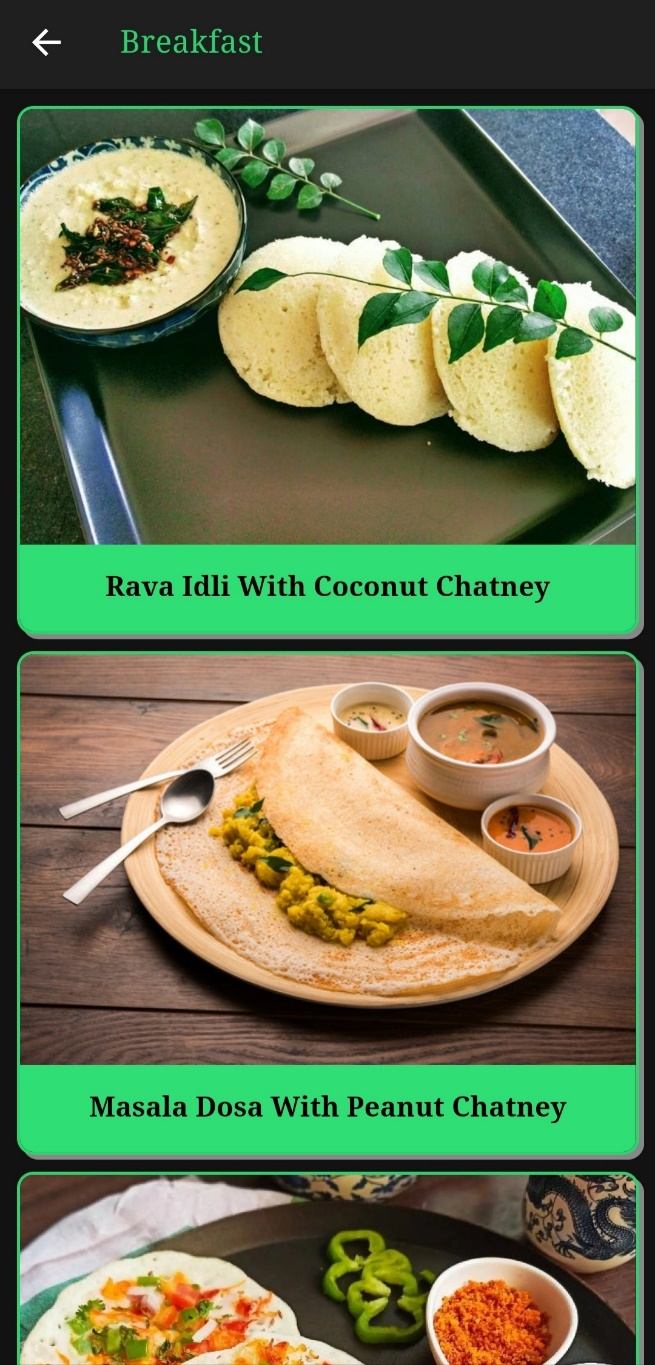 Breakfast
Rava Idli With Coconut Chatney
Masala Dosa With Peanut Chatney